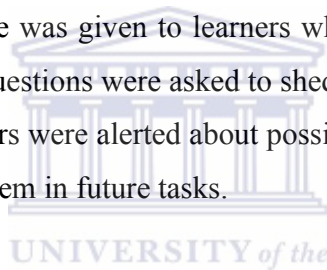 e was given to learners wh
uestions were asked to shed
rs were alerted about possi
em in future tasks.
UNIVERSITY of the